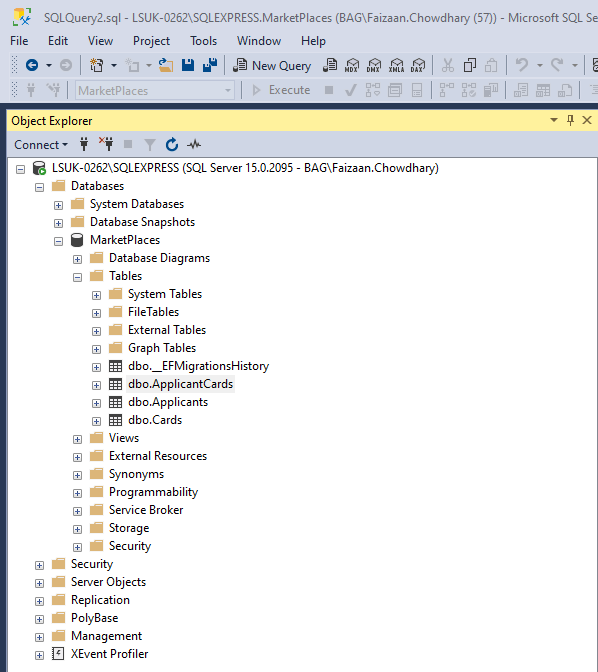 SQLQuery2.sql - LSUK-0262\SQLEXPRESS.MarketPlaces (BAG\Faizaan.Chowdhary (57)) - Microsoft SQL Se
File Edit View Project Tools Window Help
New Query MDX DMX XMLA DAX
MarketPlaces Execute
Object Explorer
Connect
LSUK-0262\SQLEXPRESS (SQL Server 15.0.2095 - BAG\Faizaan.Chowdhary)
Databases
System Databases
Database Snapshots
MarketPlaces
Database Diagrams
Tables
System Tables
FileTables
External Tables
Graph Tables
dbo.__EFMigrationsHistory
dbo.ApplicantCards
dbo.Applicants
dbo.Cards
Views
External Resources
Synonyms
Programmability
Service Broker
Storage
Security
Security
Server Objects
Replication
PolyBase
Management
XEvent Profiler